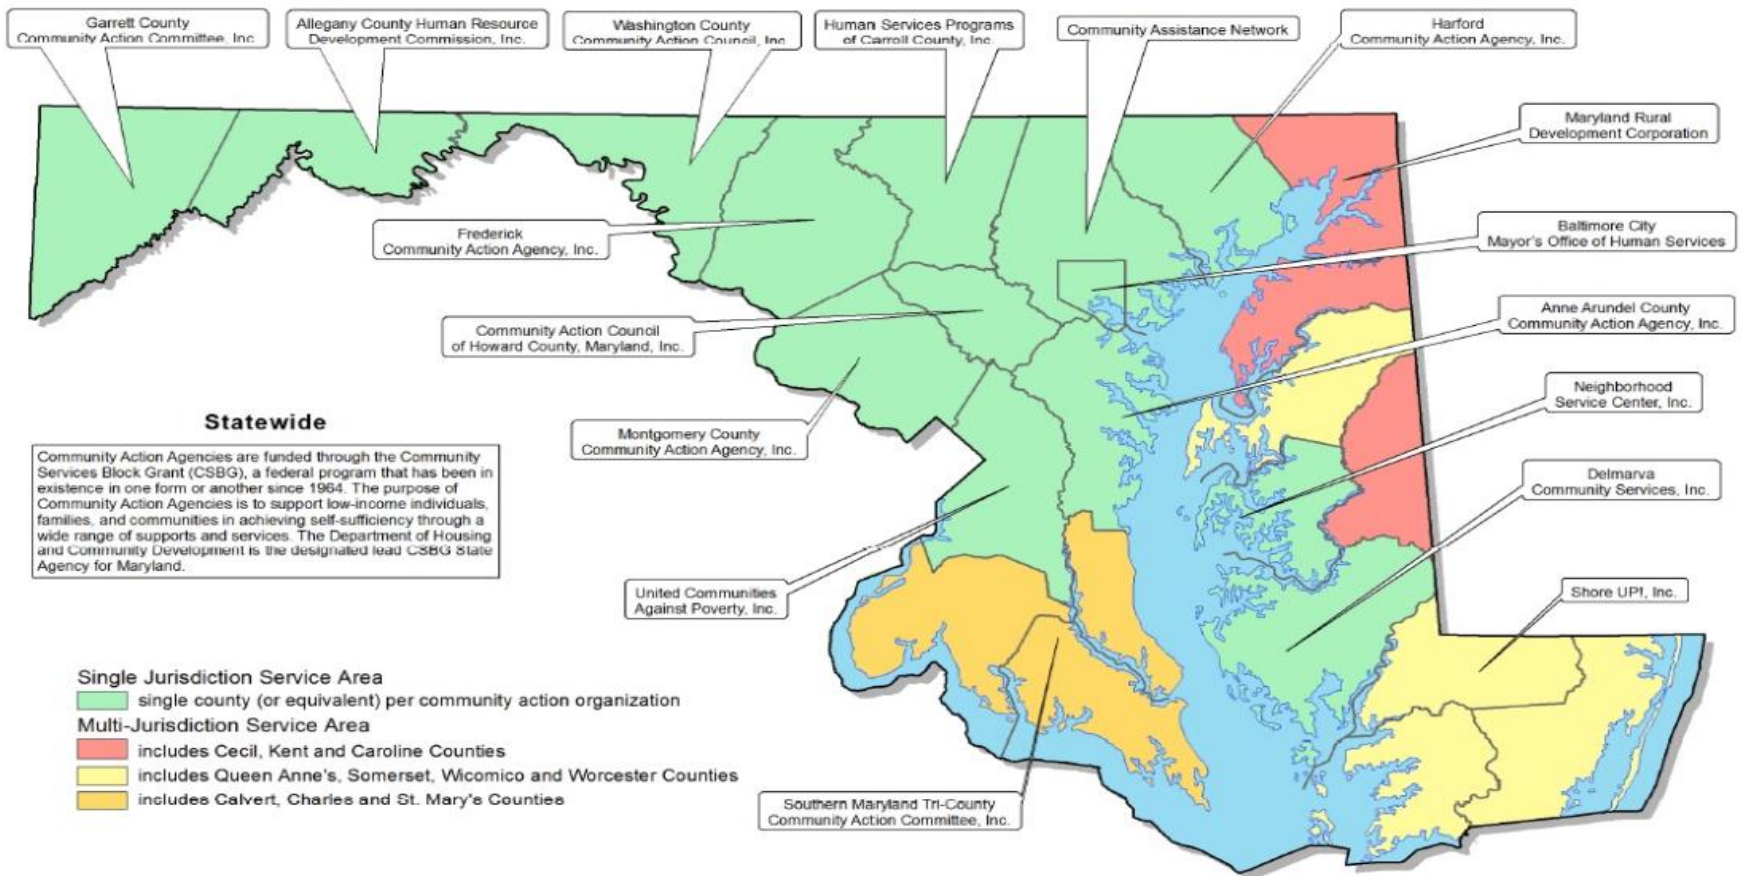 Garrett County
Community Action Committee, Inc.
Allegany County Human Resource
Development Commission, Inc.
Washington County
Community Action Council, Inc.
Human Services Programs
of Carroll County, Inc.
Community Assistance Network
Harford
Community Action Agency, Inc.
Maryland Rural
Development Corporation
Frederick
Community Action Agency, Inc.
Baltimore City
Mayor's Office of Human Services
Community Action Council
of Howard County, Maryland, Inc.
Anne Arundel County
Community Action Agency, Inc.
Montgomery County
Community Action Agency, Inc.
Neighborhood
Service Center, Inc.
Delmarva
Community Services, Inc.
United Communities
Against Poverty, Inc.
Shore UP!, Inc.
Southern Maryland Tri-County
Community Action Committee, Inc.
Statewide
Community Action Agencies are funded through the Community
Services Block Grant (CSBG), a federal program that has been in
existence in one form or another since 1964. The purpose of
Community Action Agencies is to support low-income individuals,
families, and communities in achieving self-sufficiency through a
wide range of supports and services. The Department of Housing
and Community Development is the designated lead CSBG State
Agency for Maryland.
Single Jurisdiction Service Area
single county (or equivalent) per community action organization
Multi-Jurisdiction Service Area
includes Cecil, Kent and Caroline Counties
includes Queen Anne's, Somerset, Wicomico and Worcester Counties
includes Calvert, Charles and St. Mary's Counties